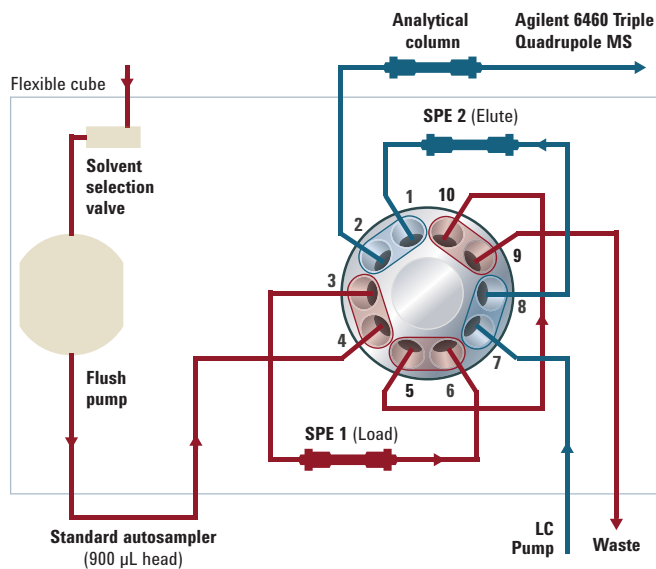 Analytical
column
Agilent 6460 Triple
Quadrupole MS
Flexible cube
SPE 2 (Elute)
Solvent
selection
valve
1
10
2
9
3
8
4
7
5
6
Flush
pump
SPE 1 (Load)
Standard autosampler
(900 µL head)
LC
Pump
Waste